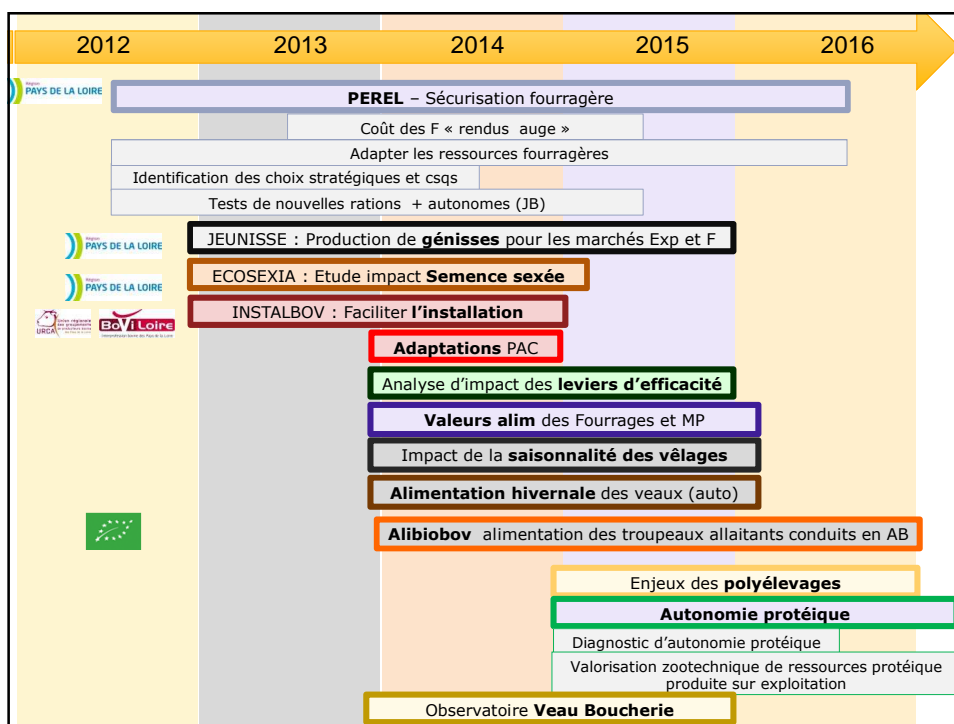 2012 2013 2014 2015 2016
Région
PAYS DE LA LOIRE
PEREL – Sécurisation fourragère
Coût des F « rendus auge »
Adapter les ressources fourragères
Identification des choix stratégiques et csqs
Tests de nouvelles rations + autonomes (JB)
Région
PAYS DE LA LOIRE
JEUNISSE : Production de génisses pour les marchés Exp et F
Région
PAYS DE LA LOIRE
ECOSEXIA : Etude impact Semence sexée
URCA
BoviLoire
INSTALBOV : Faciliter l'installation
Adaptations PAC
Analyse d'impact des leviers d'efficacité
Valeurs alim des Fourrages et MP
Impact de la saisonnalité des vêlages
Alimentation hivernale des veaux (auto)
Alibiobov alimentation des troupeaux allaitants conduits en AB
Enjeux des polyélevages
Autonomie protéique
Diagnostic d'autonomie protéique
Valorisation zootechnique de ressources protéique
produite sur exploitation
Observatoire Veau Boucherie